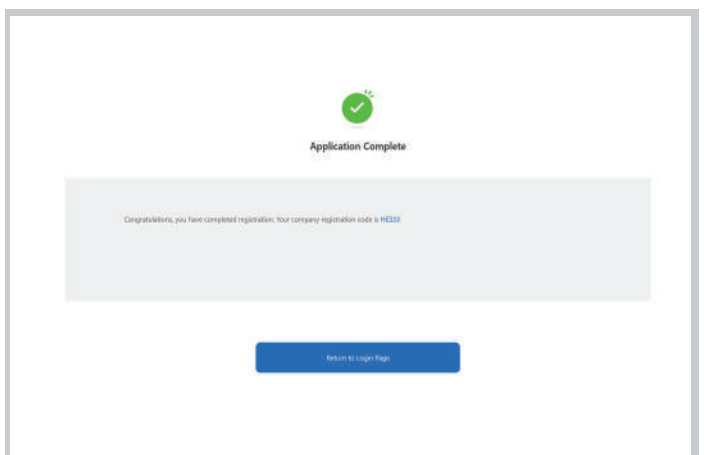 Application Complete
Congratulations, you have completed registration. Your company registration code is
Return to Login Page